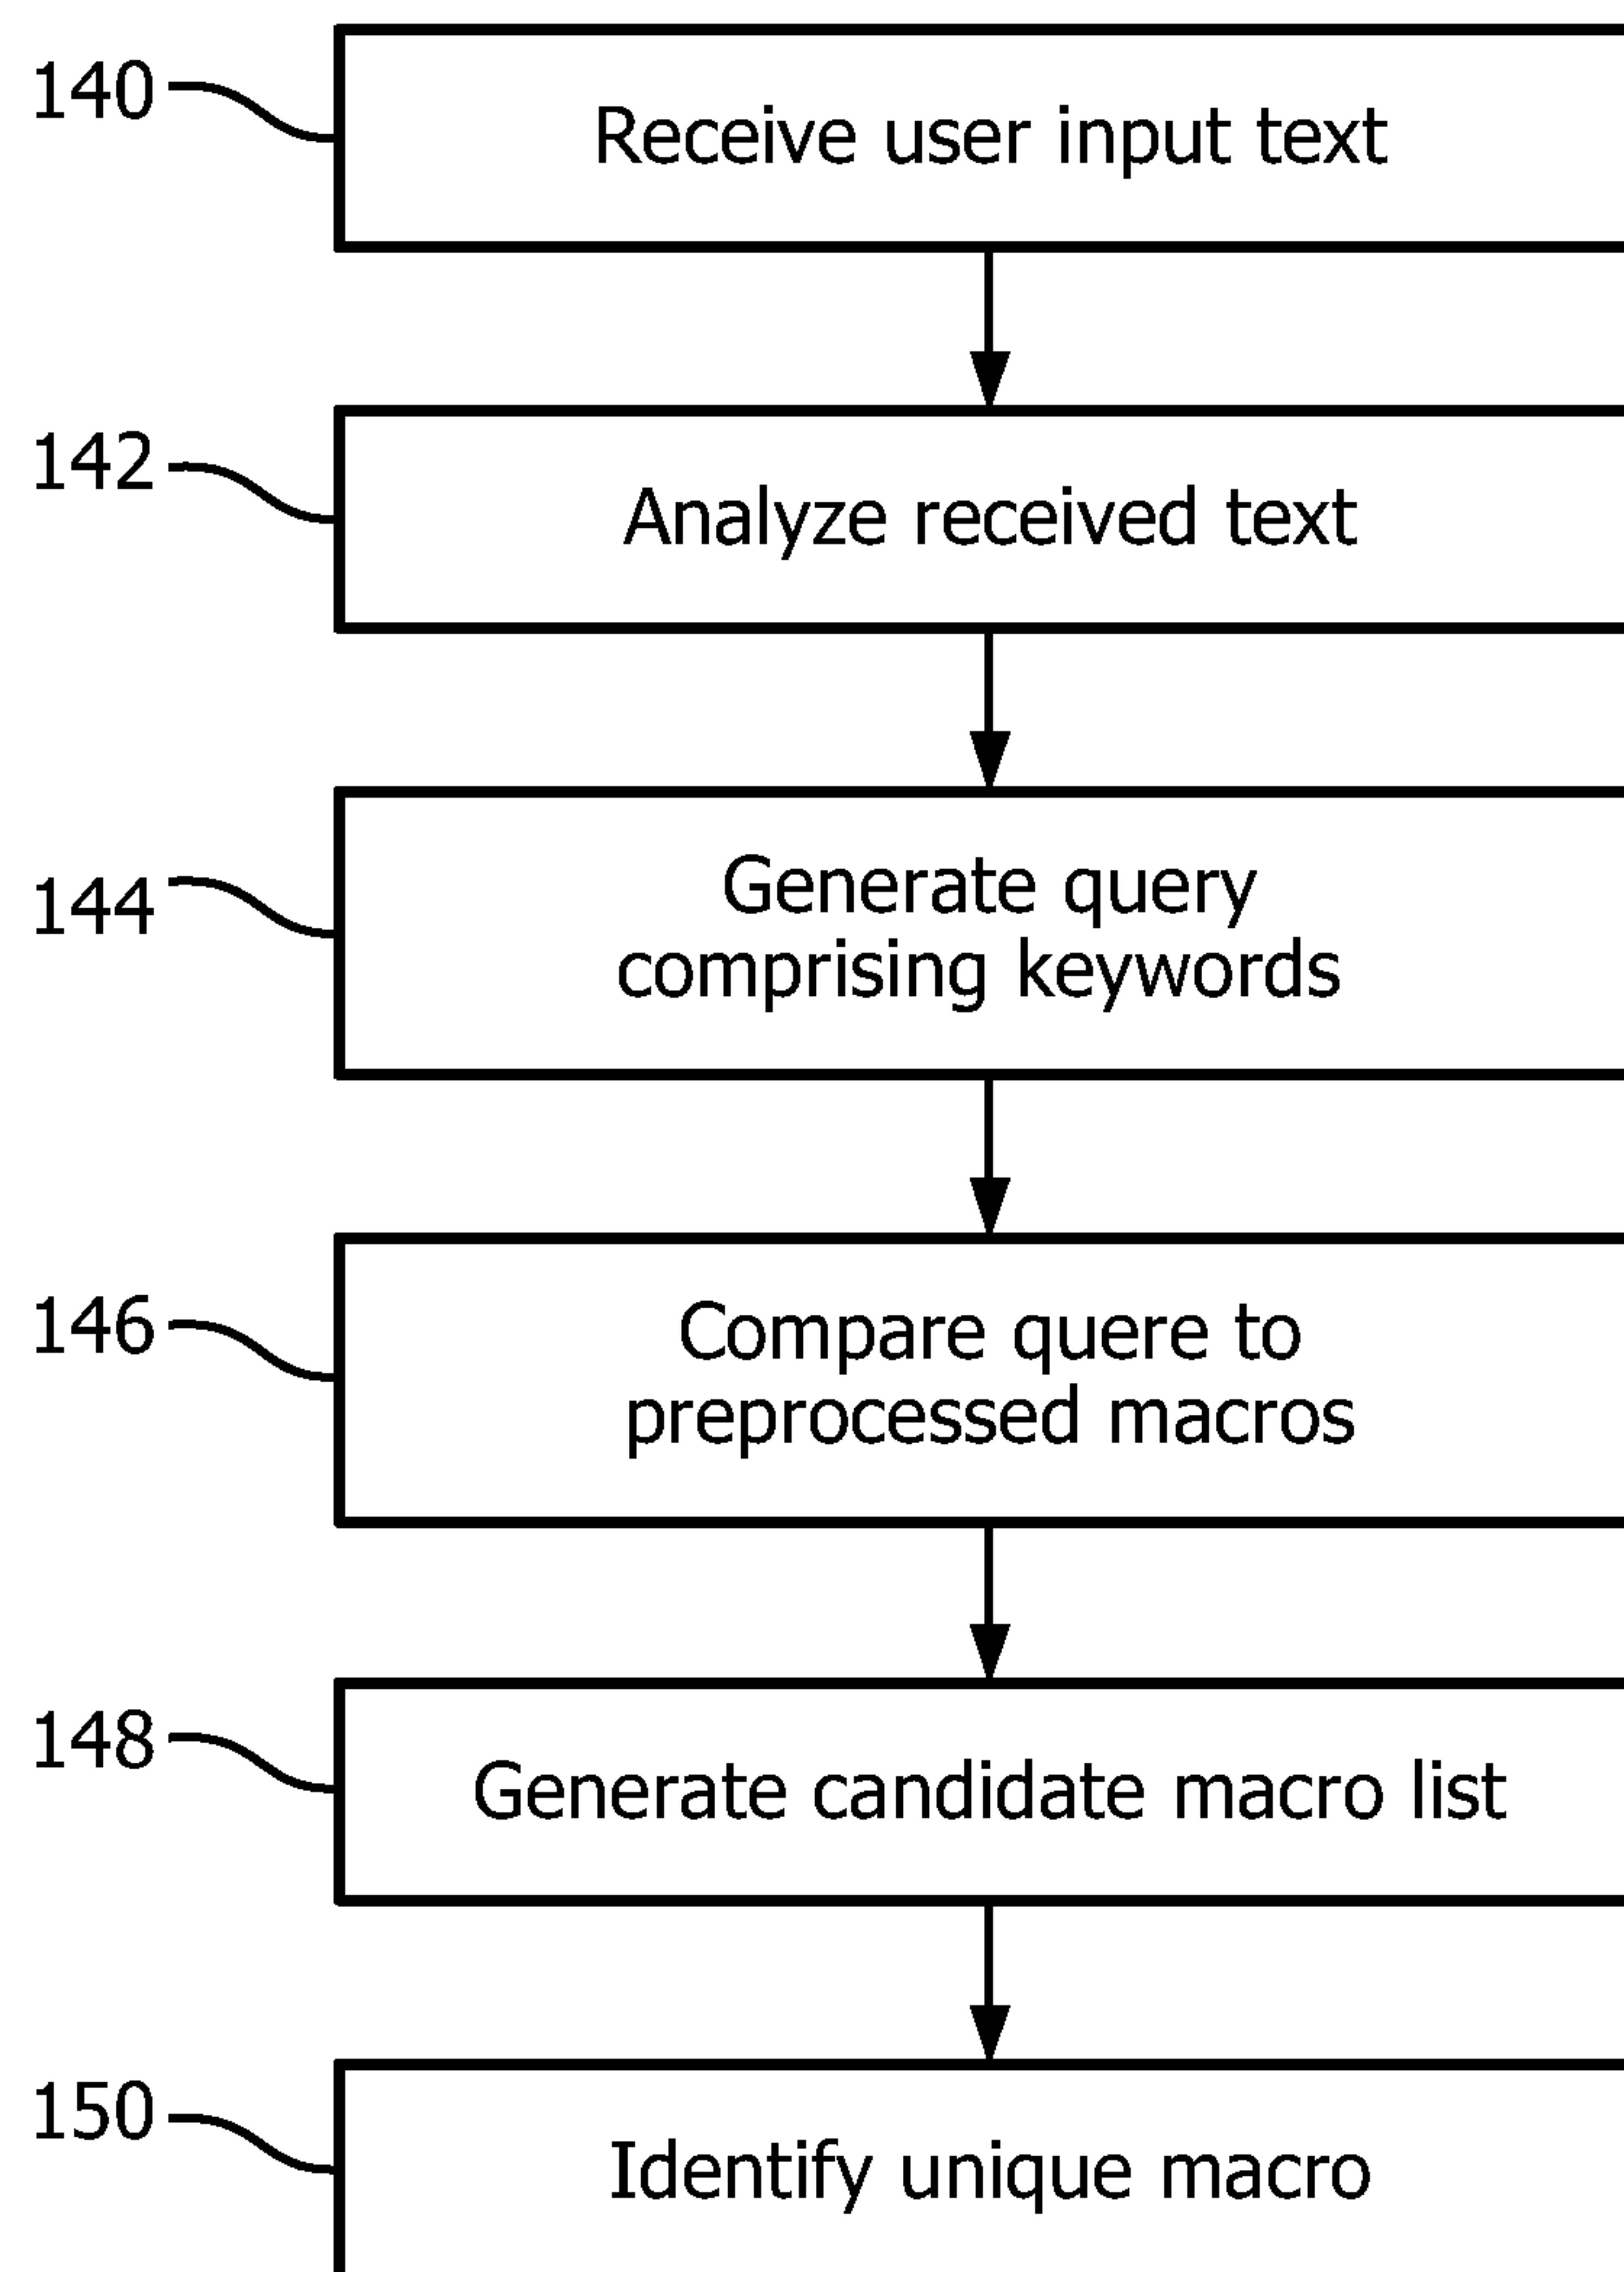 140
Receive user input text
142
Analyze received text
144
Generate query
comprising keywords
146
Compare quere to
preprocessed macros
148
Generate candidate macro list
150
Identify unique macro